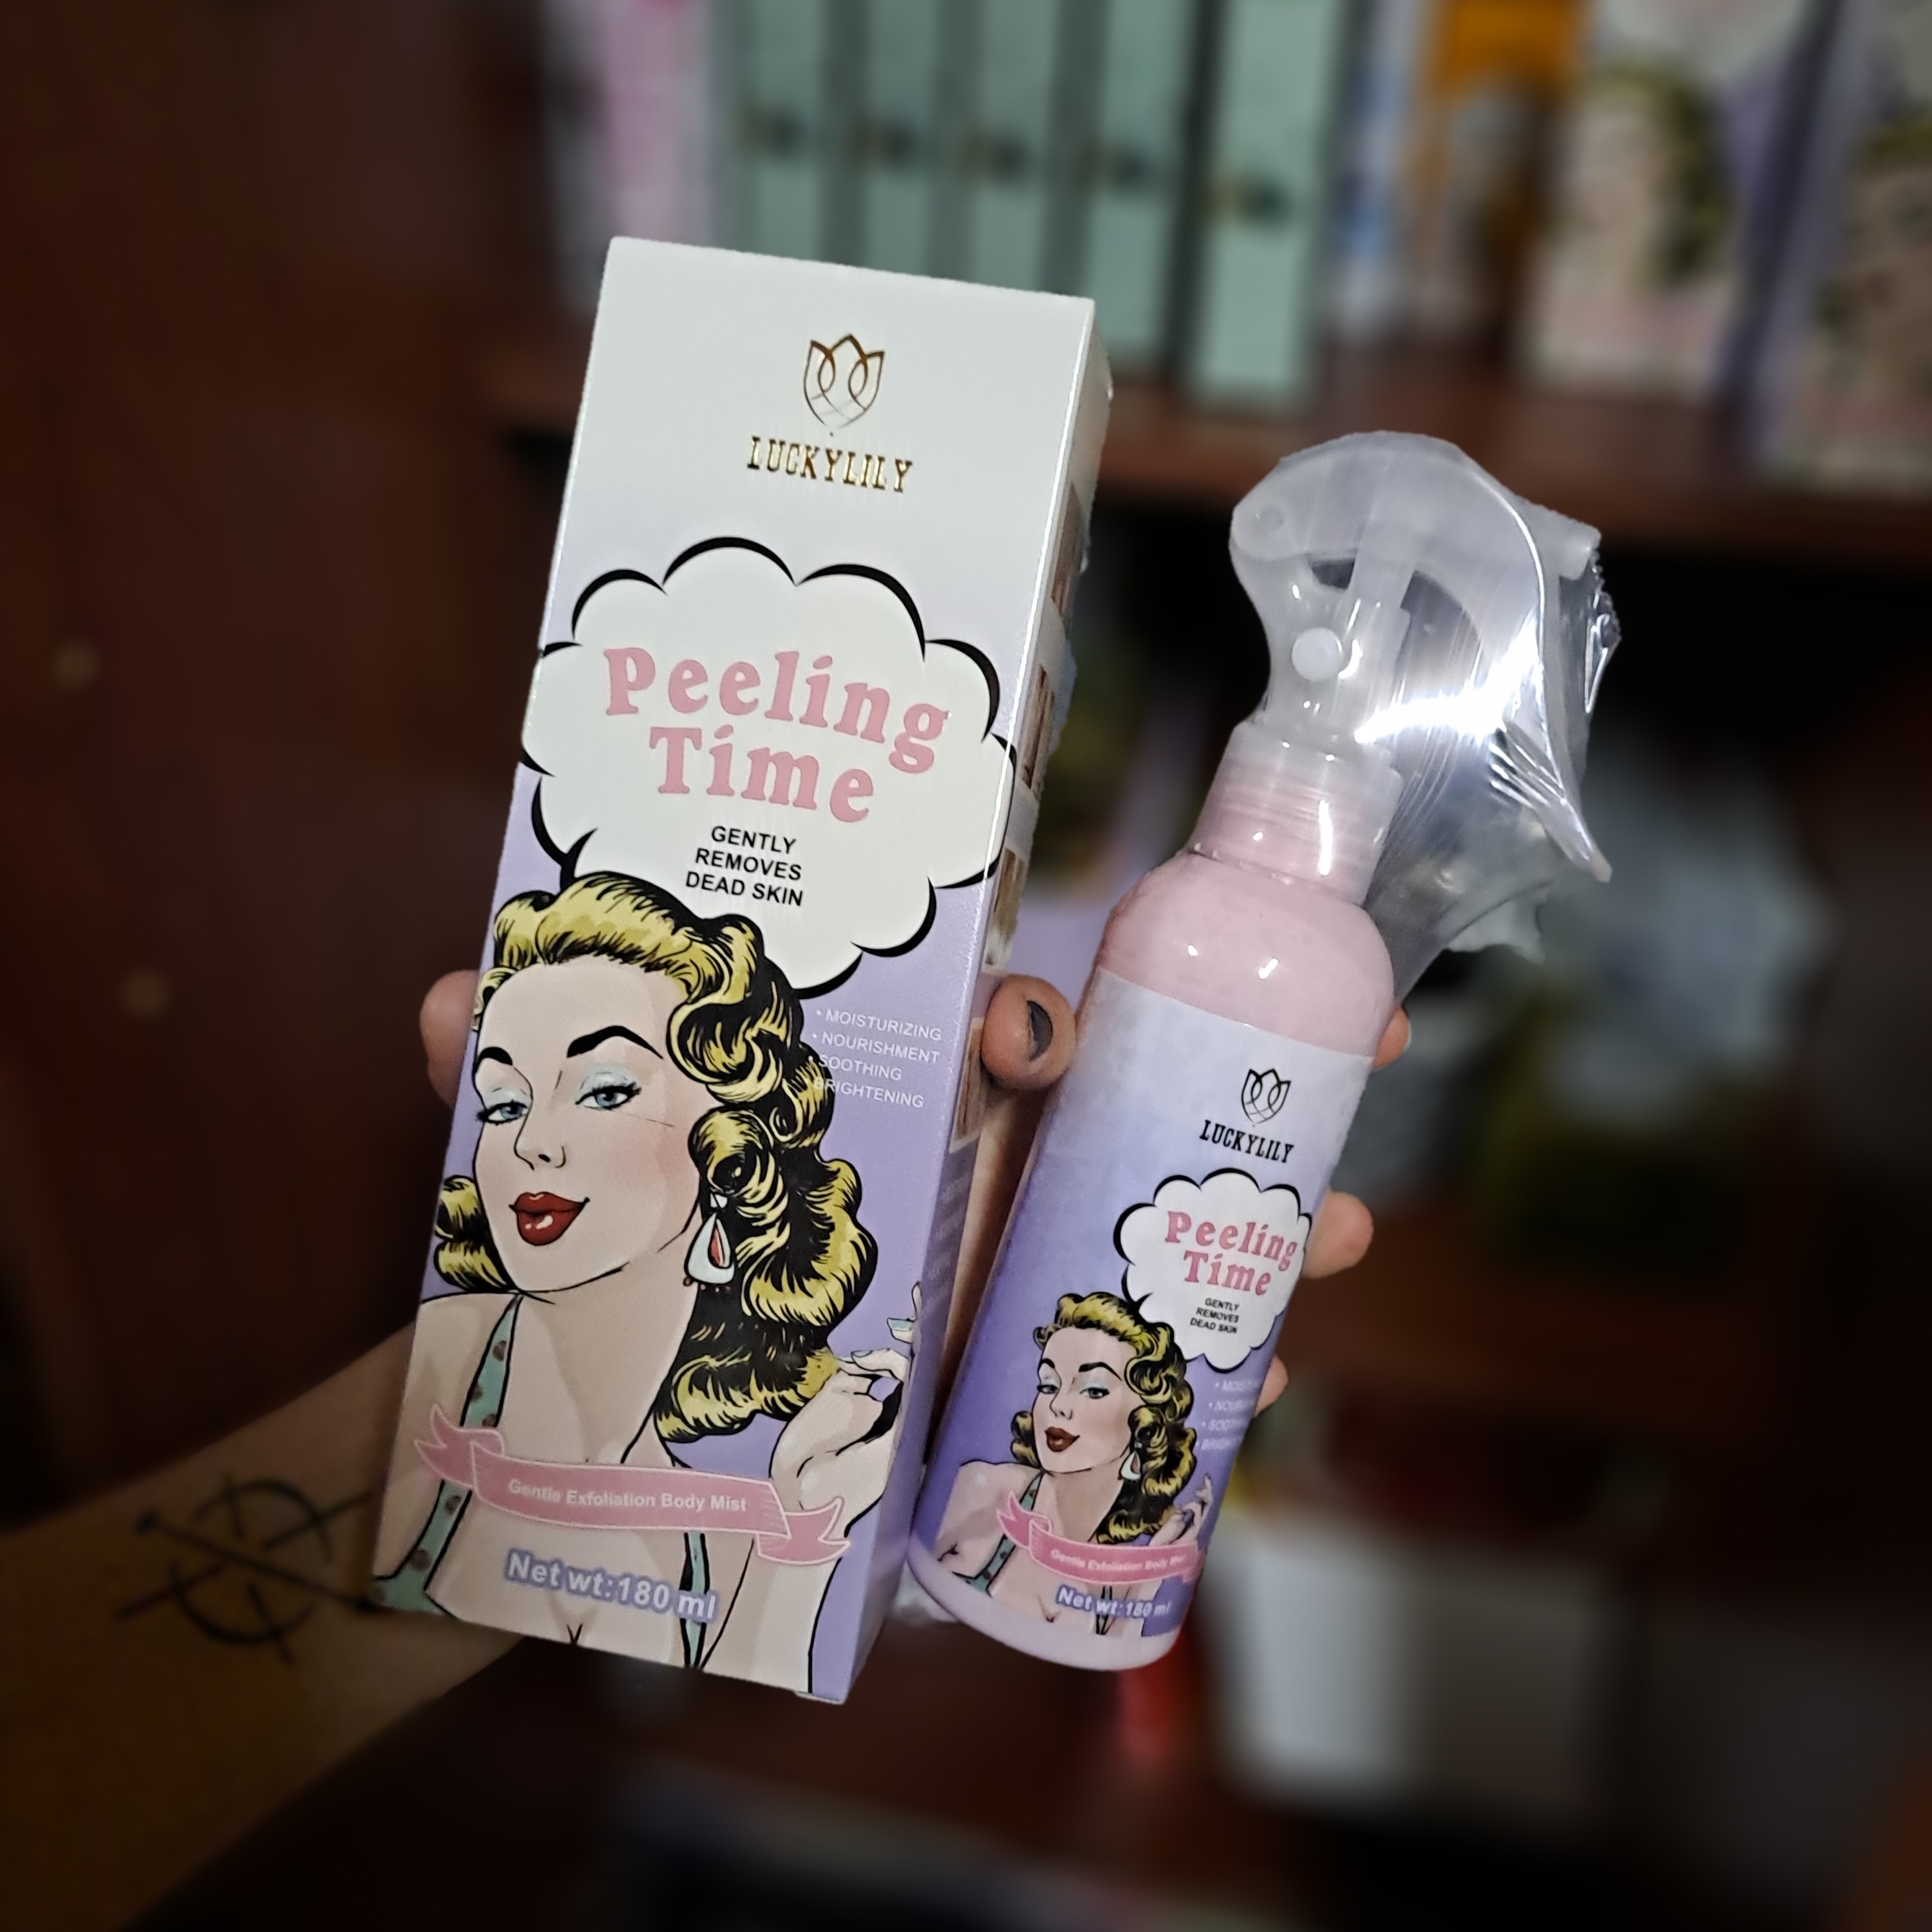 LUCKYLILY
Peeling
Time
GENTLY
REMOVES
DEAD SKIN
• MOISTURIZING
• NOURISHMENT
SOOTHING
BRIGHTENING
Gentle Exfoliation Body Mist
Net wt:180 ml
LUCKYLILY
Peeling
Time
GENTLY
REMOVES
DEAD SKIN
Gentle Exfoliation Body Mist
Net wt:180 ml